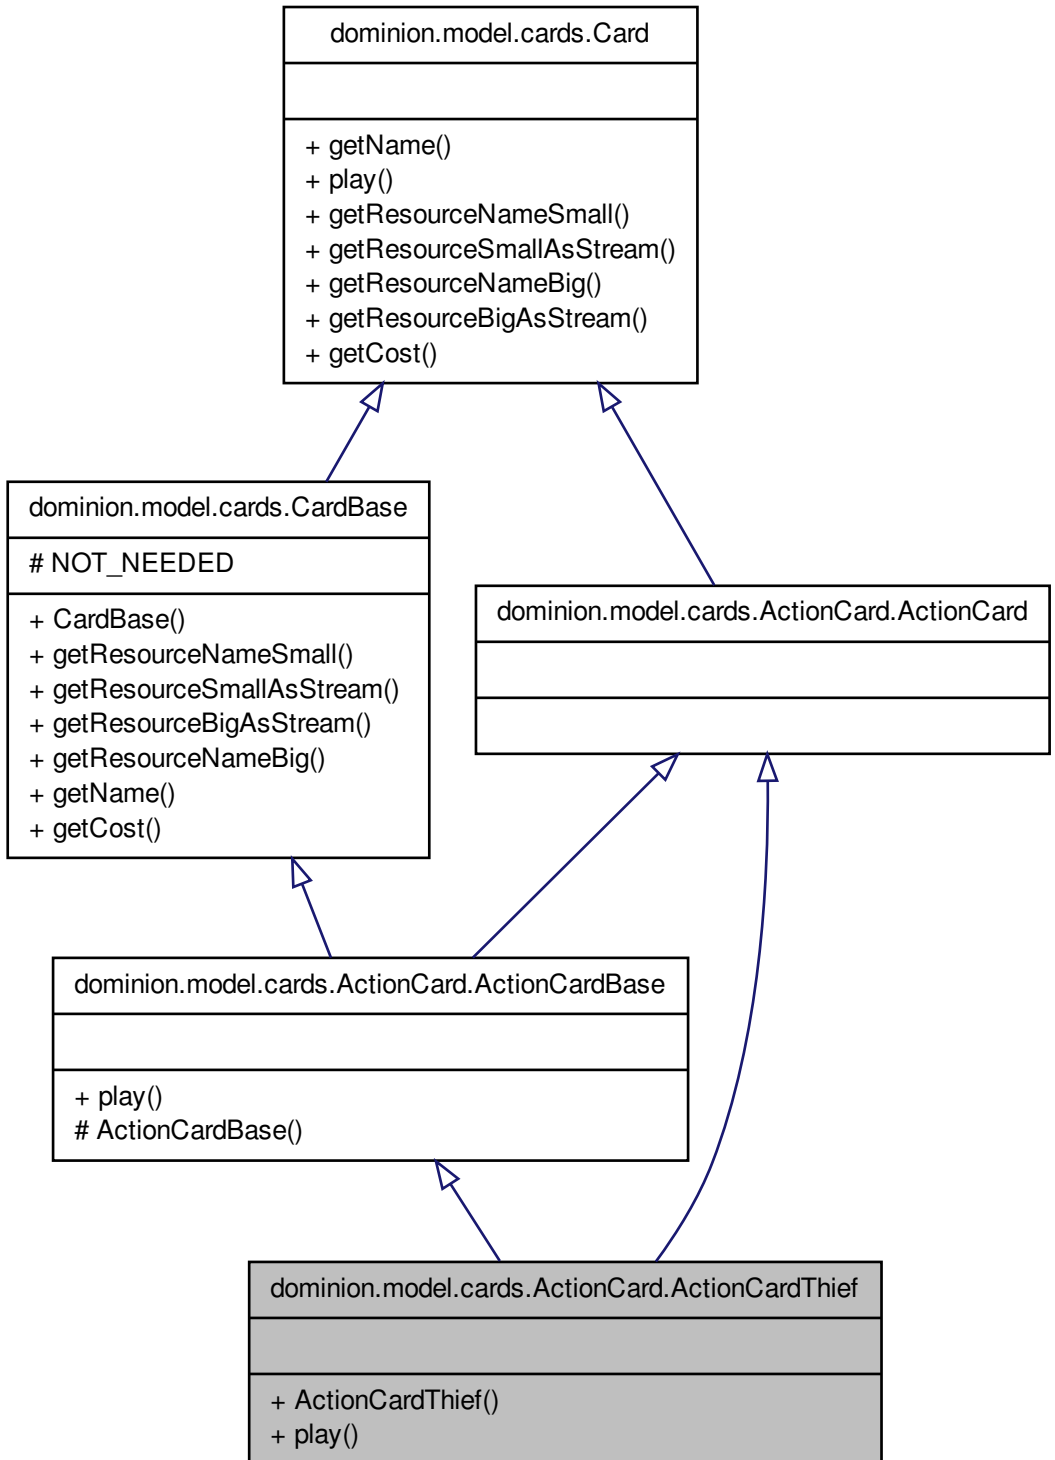 dominion.model.cards.Card
+ getName()
+ play()
+ getResourceNameSmall()
+ getResourceSmallAsStream()
+ getResourceNameBig()
+ getResourceBigAsStream()
+ getCost()
dominion.model.cards.CardBase
# NOT_NEEDED
+ CardBase()
+ getResourceNameSmall()
+ getResourceSmallAsStream()
+ getResourceBigAsStream()
+ getResourceNameBig()
+ getName()
+ getCost()
dominion.model.cards.ActionCard.ActionCard
dominion.model.cards.ActionCard.ActionCardBase
+ play()
# ActionCardBase()
dominion.model.cards.ActionCard.ActionCardThief
+ ActionCardThief()
+ play()